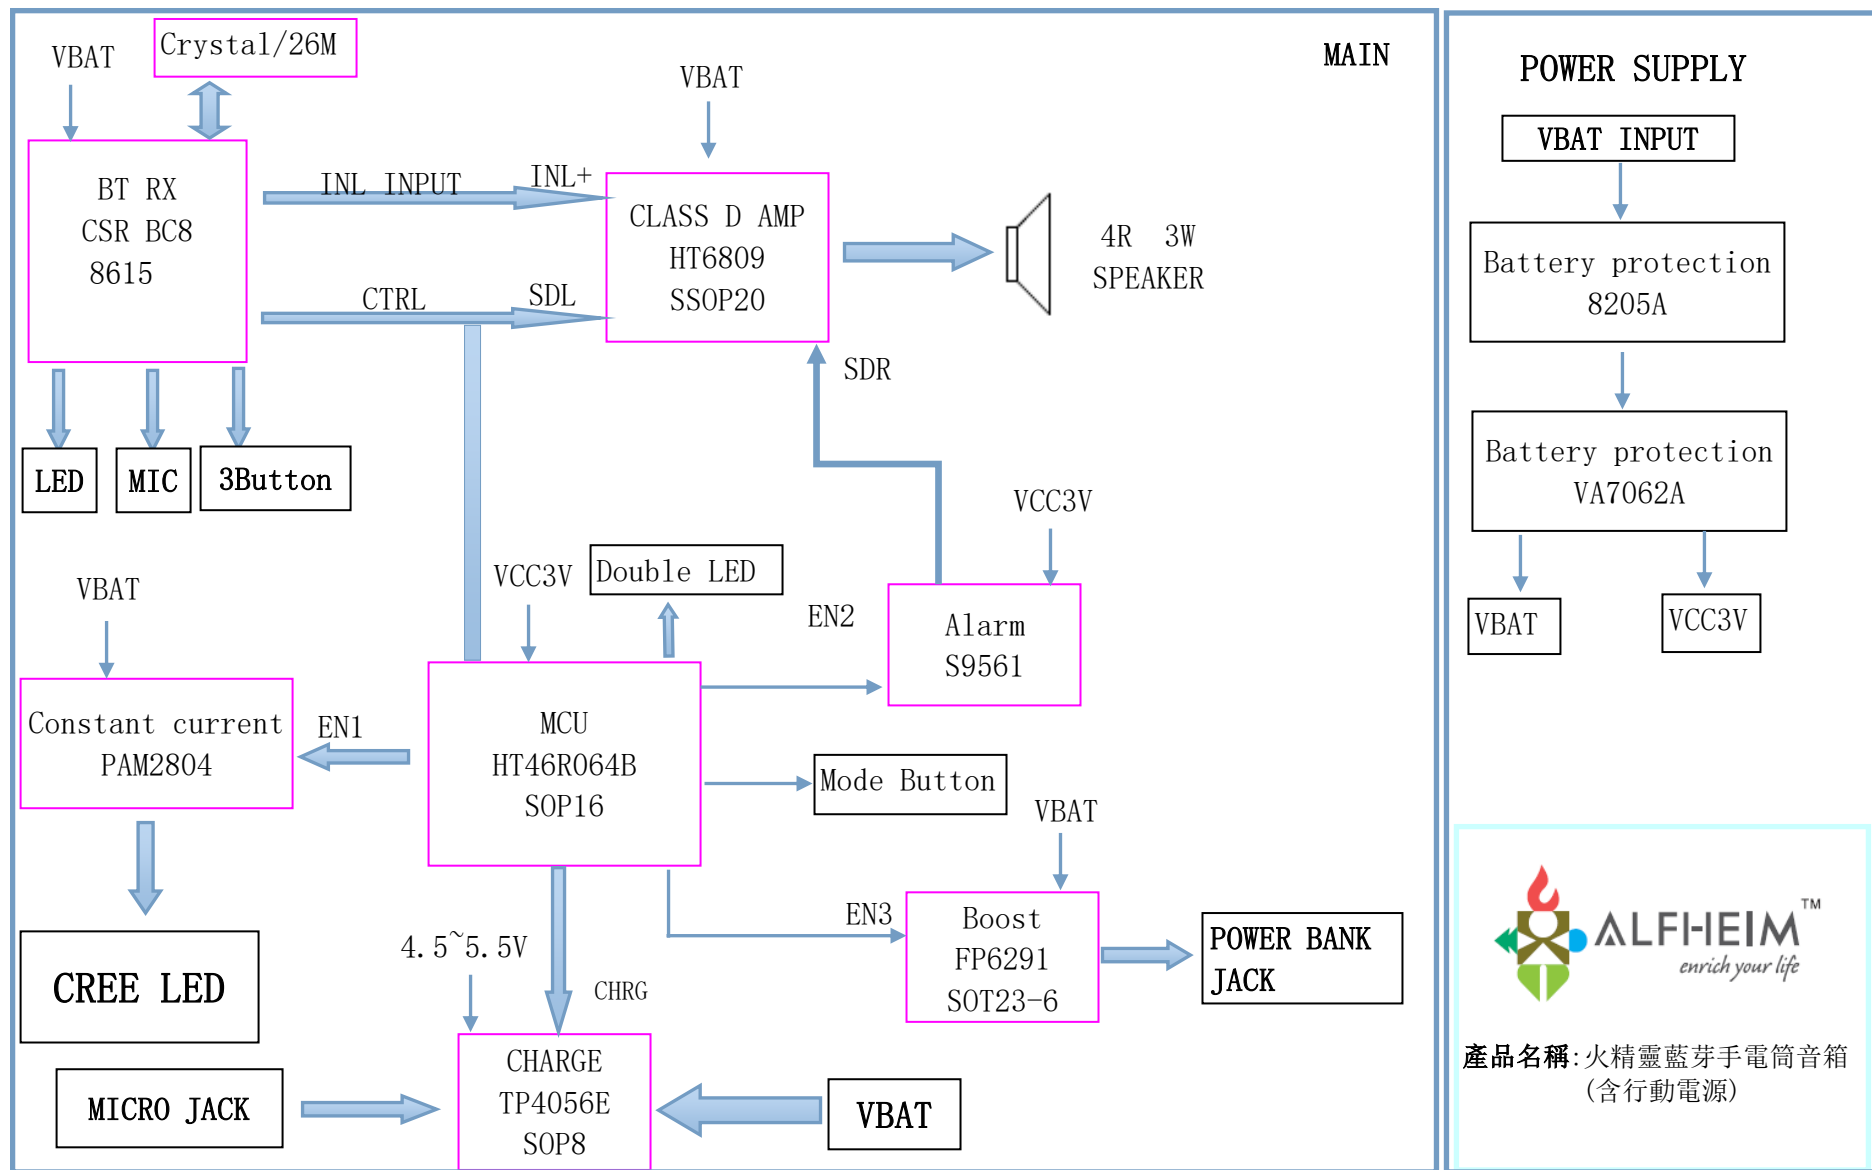 MAIN
Crystal/26M
VBAT
VBAT
BT RX
CSR BC8
8615
INL INPUT
INL+
CTRL
SDL
CLASS D AMP
HT6809
SSOP20
4R 3W
SPEAKER
SDR
LED
MIC
3Button
VCC3V
VCC3V
Double LED
EN2
Alarm
S9561
VBAT
Constant current
PAM2804
EN1
MCU
HT46R064B
SOP16
Mode Button
VBAT
EN3
Boost
FP6291
SOT23-6
POWER BANK
JACK
CREE LED
4.5~5.5V
CHRG
CHARGE
TP4056E
SOP8
MICRO JACK
VBAT
POWER SUPPLY
VBAT INPUT
Battery protection
8205A
Battery protection
VA7062A
VBAT
VCC3V
ALFHEIM™
enrich your life
產品名稱:火精靈藍芽手電筒音箱
(含行動電源)